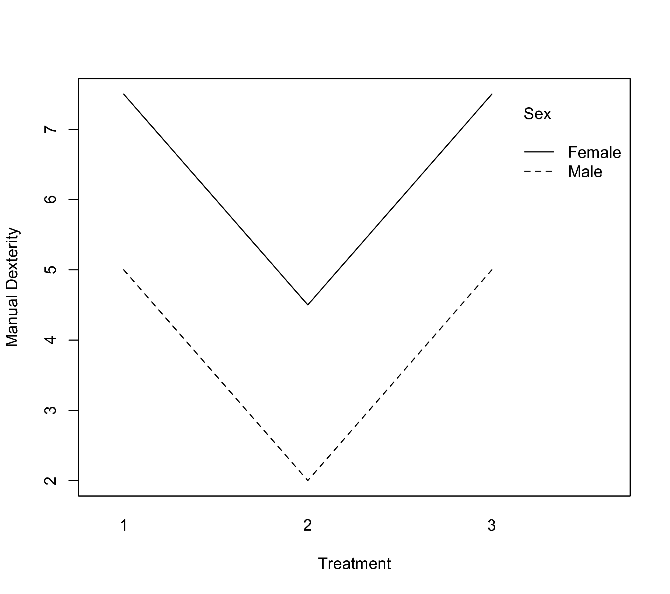 Sex
Female
Male
7
6
5
4
3
2
Manual Dexterity
1 2 3
Treatment